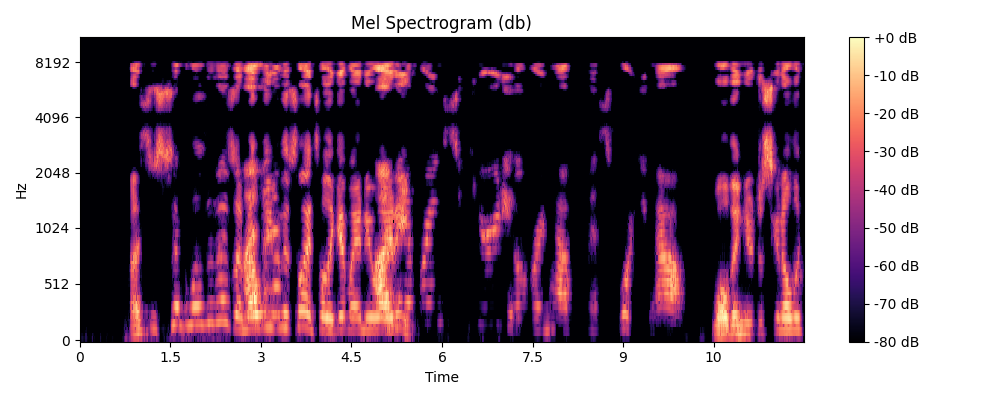 Mel Spectrogram (db)
Hz
8192
4096
2048
1024
512
0
0 1.5 3 4.5 6 7.5 9 10
Time
+0 dB
-10 dB
-20 dB
-30 dB
-40 dB
-50 dB
-60 dB
-70 dB
-80 dB